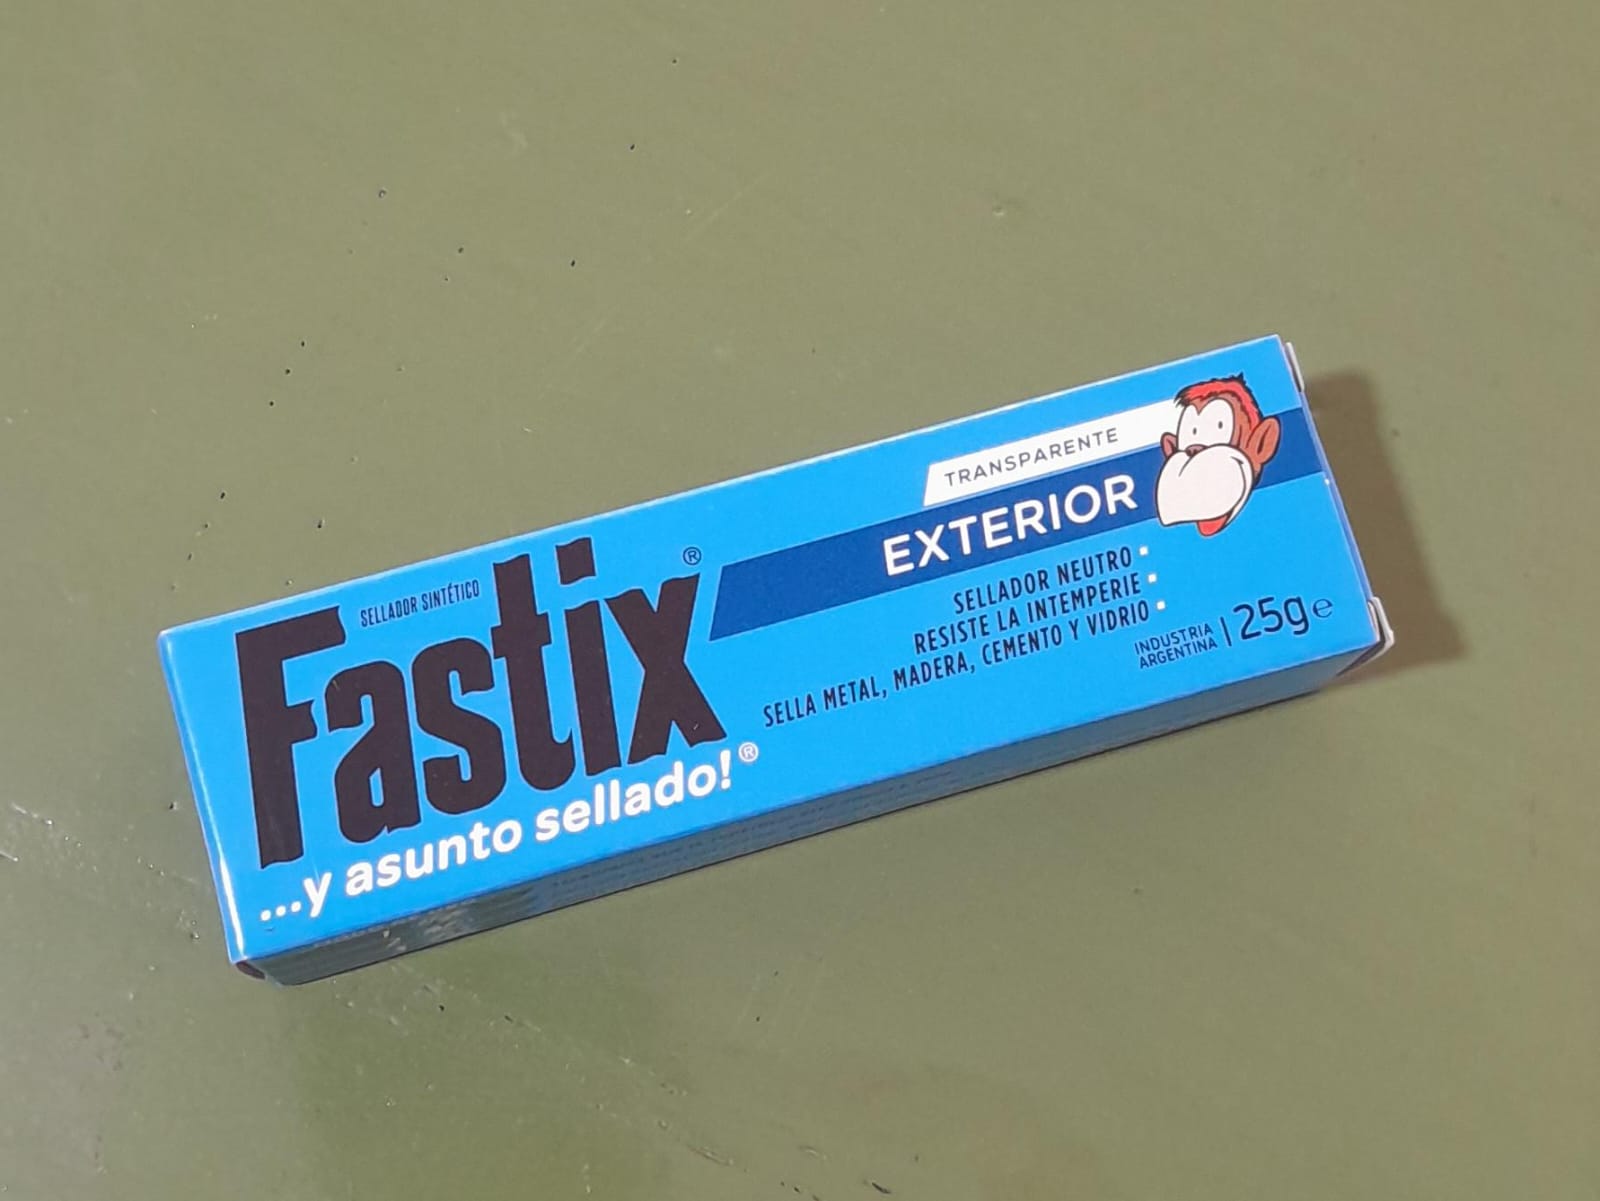 SELLADOR SINTÉTICO
Fastix®
...y asunto sellado!®
TRANSPARENTE
EXTERIOR
SELLADOR NEUTRO
RESISTE LA INTEMPERIE
SELLA METAL, MADERA, CEMENTO Y VIDRIO
INDUSTRIA
ARGENTINA
25g℮